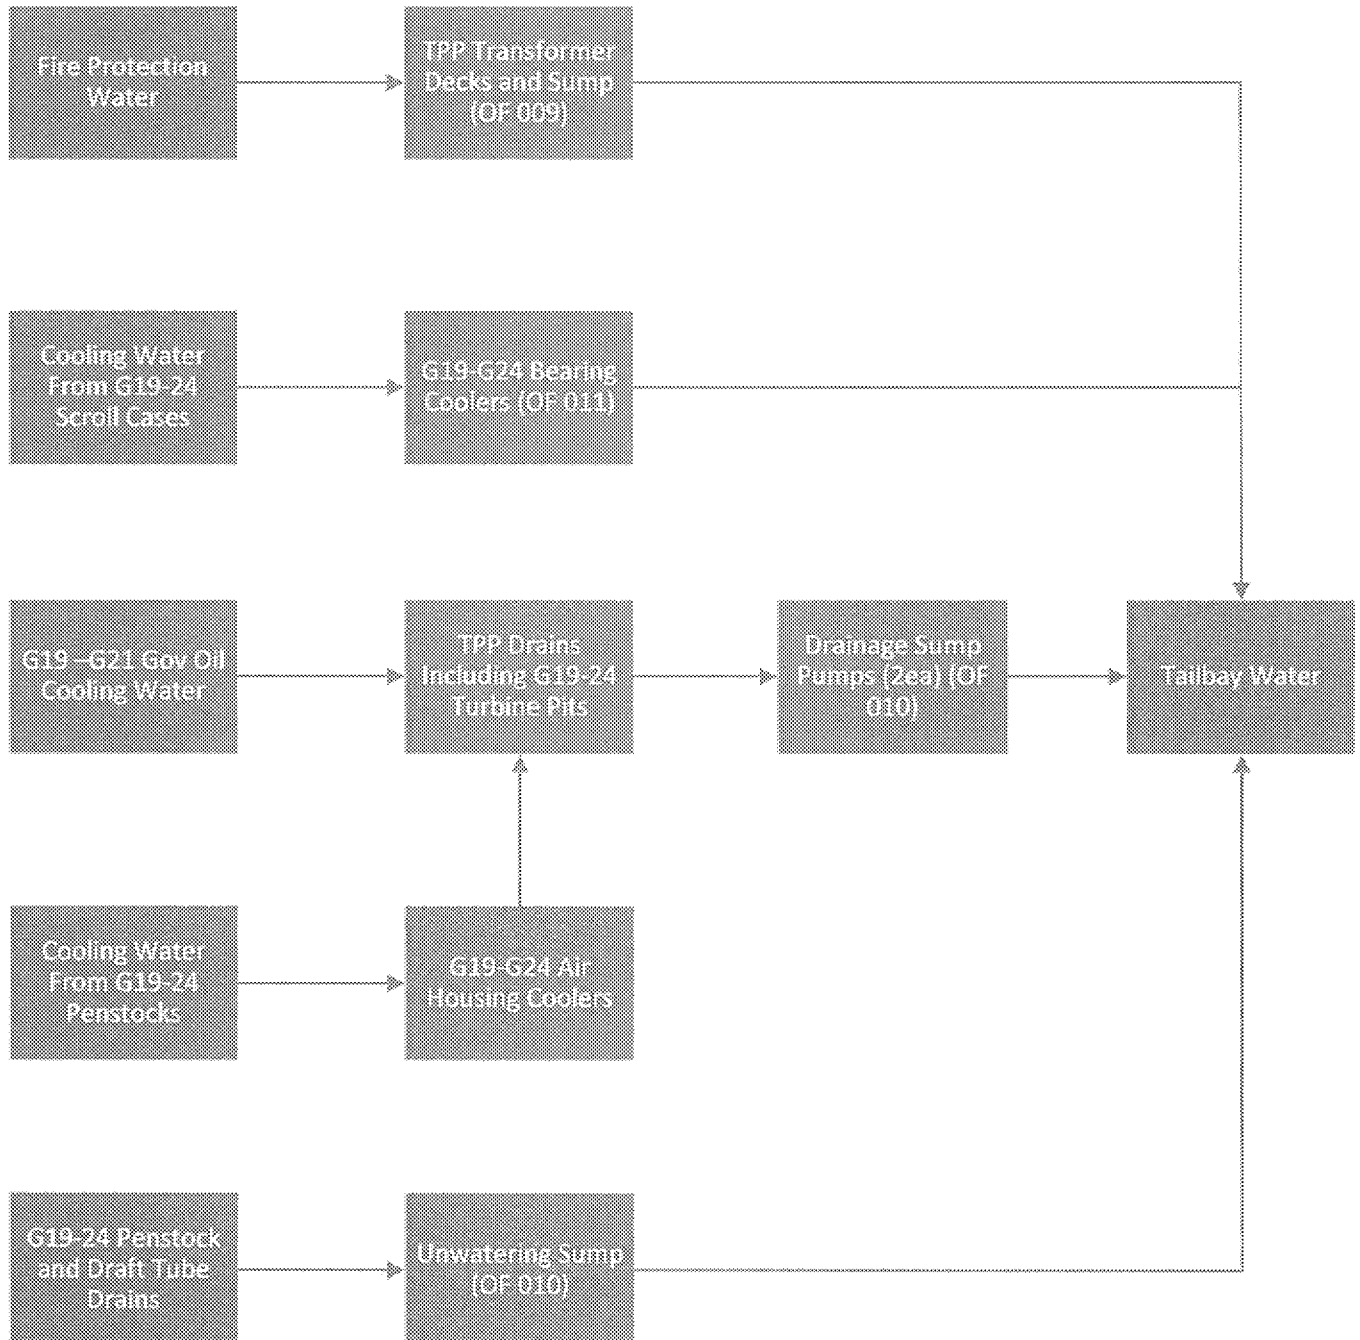 Fire Protection
Water
TPP Transformer
Decks and Sump
(OF 009)
Cooling Water
From G19-24
Scroll Cases
G19-G24 Bearing
Coolers (OF 011)
G19 –G21 Gov Oil
Cooling Water
TPP Drains
Including G19-24
Turbine Pits
Drainage Sump
Pumps (2ea) (OF
010)
Tailbay Water
Cooling Water
From G19-24
Penstocks
G19-G24 Air
Housing Coolers
G19-24 Penstock
and Draft Tube
Drains
Unwatering Sump
(OF 010)